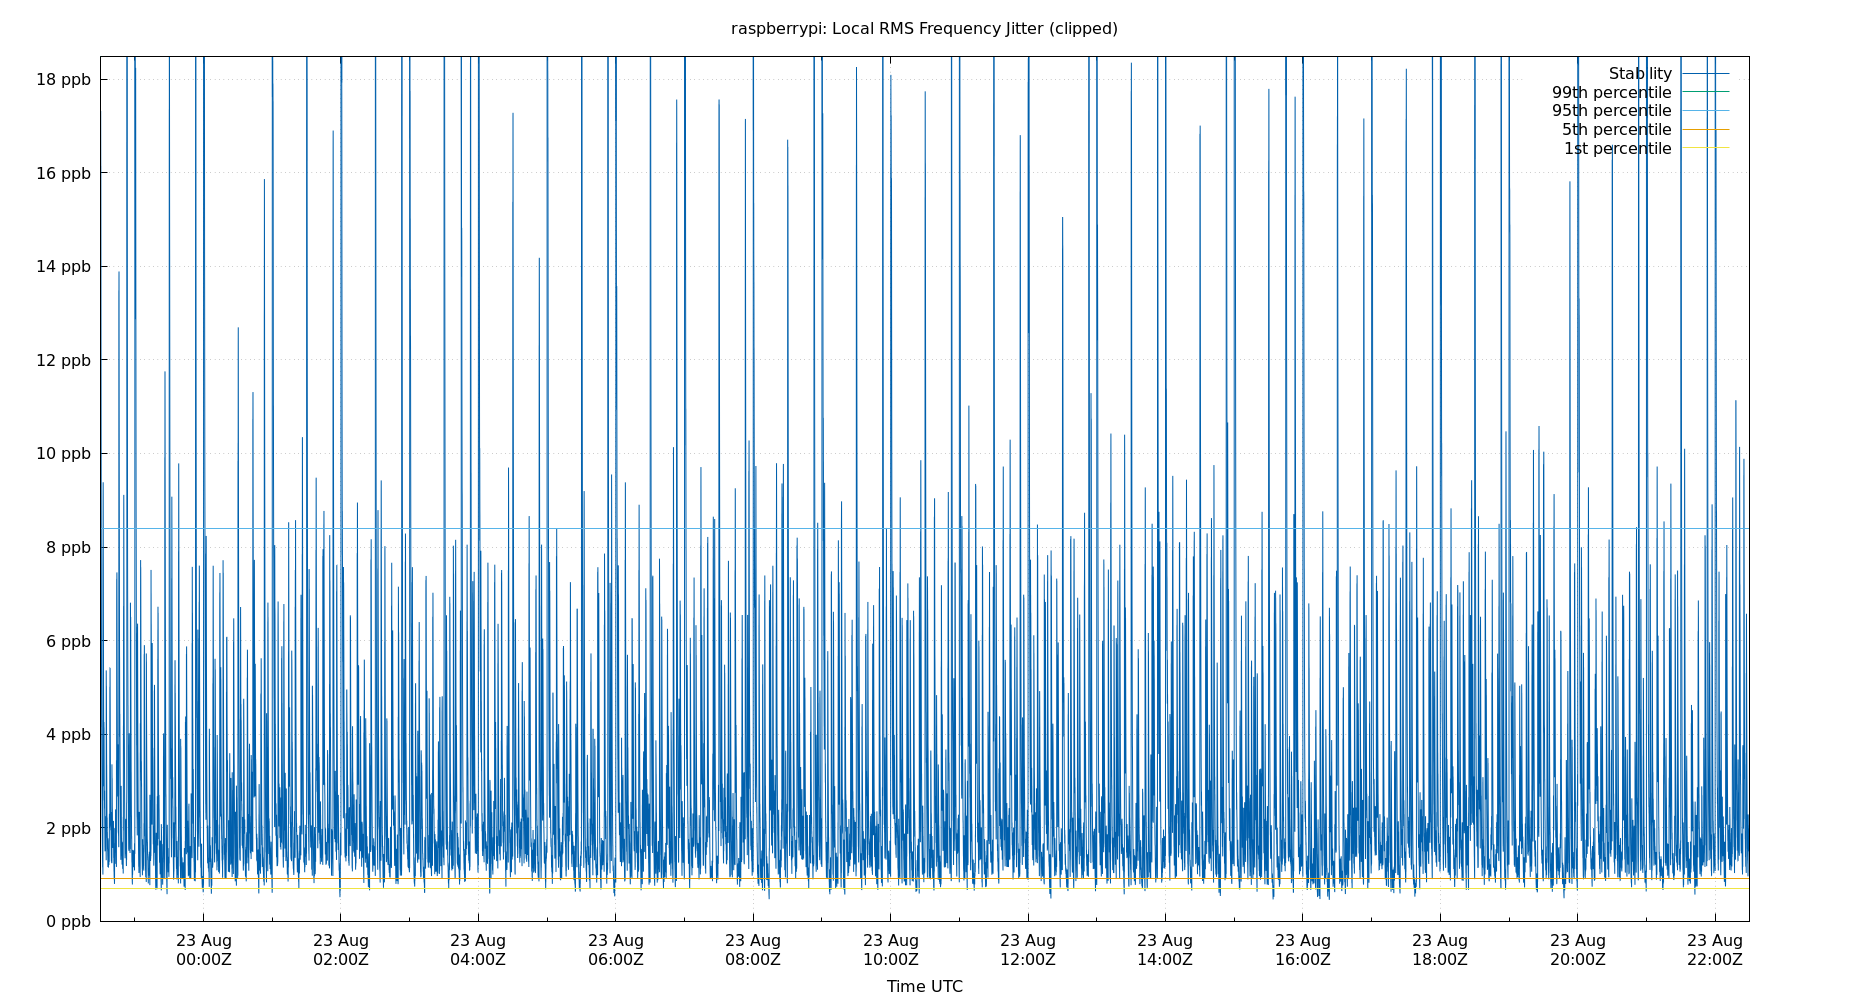 raspberrypi: Local RMS Frequency Jitter (clipped)
18 ppb
16 ppb
14 ppb
12 ppb
10 ppb
8 ppb
6 ppb
4 ppb
2 ppb
0 ppb
Stability
99th percentile
95th percentile
5th percentile
1st percentile
23 Aug 23 Aug 23 Aug 23 Aug 23 Aug 23 Aug 23 Aug 23 Aug 23 Aug 23 Aug 23 Aug 23 Aug
00:00Z 02:00Z 04:00Z 06:00Z 08:00Z 10:00Z 12:00Z 14:00Z 16:00Z 18:00Z 20:00Z 22:00Z
Time UTC